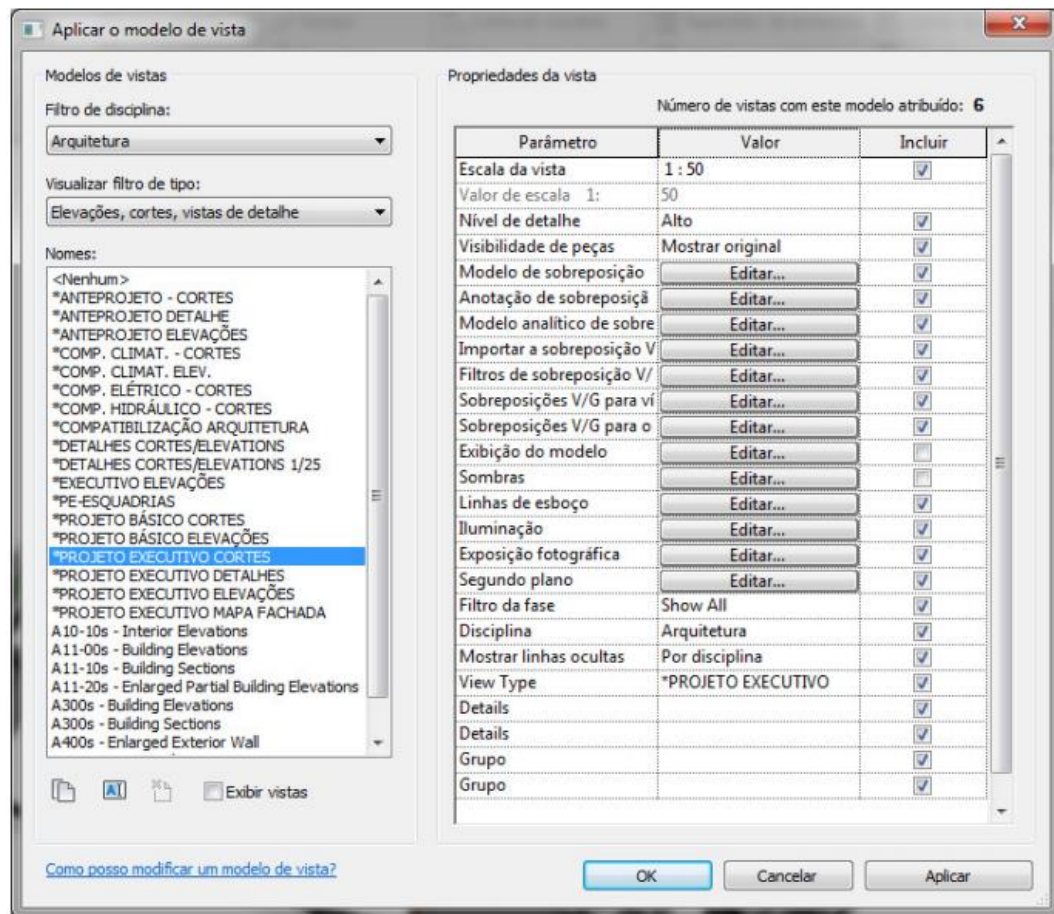 Aplicar o modelo de vista
Modelos de vistas
Filtro de disciplina:
Arquitetura
Visualizar filtro de tipo:
Elevações, cortes, vistas de detalhe
Nomes:
<Nenhum>
*ANTEPROJETO - CORTES
*ANTEPROJETO DETALHE
*ANTEPROJETO ELEVAÇÕES
*COMP. CLIMAT. - CORTES
*COMP. CLIMAT. ELEV.
*COMP. ELÉTRICO - CORTES
*COMP. HIDRÁULICO - CORTES
*COMPATIBILIZAÇÃO ARQUITETURA
*DETALHES CORTES/ELEVATIONS
*DETALHES CORTES/ELEVATIONS 1/25
*EXECUTIVO ELEVAÇÕES
*PE-ESQUADRIAS
*PROJETO BÁSICO CORTES
*PROJETO BÁSICO ELEVAÇÕES
*PROJETO EXECUTIVO CORTES
*PROJETO EXECUTIVO DETALHES
*PROJETO EXECUTIVO ELEVAÇÕES
*PROJETO EXECUTIVO MAPA FACHADA
A10-10s - Interior Elevations
A11-00s - Building Elevations
A11-10s - Building Sections
A11-20s - Enlarged Partial Building Elevations
A300s - Building Elevations
A300s - Building Sections
A400s - Enlarged Exterior Wall
AI
Exibir vistas
Como posso modificar um modelo de vista?
Propriedades da vista
Número de vistas com este modelo atribuído: 6
Parâmetro Valor Incluir
Escala da vista 1 : 50
Valor de escala 1: 50
Nível de detalhe Alto
Visibilidade de peças Mostrar original
Modelo de sobreposição Editar...
Anotação de sobreposiçã Editar...
Modelo analítico de sobre Editar...
Importar a sobreposição V Editar...
Filtros de sobreposição V/ Editar...
Sobreposições V/G para ví Editar...
Sobreposições V/G para o Editar...
Exibição do modelo Editar...
Sombras Editar...
Linhas de esboço Editar...
Iluminação Editar...
Exposição fotográfica Editar...
Segundo plano Editar...
Filtro da fase Show All
Disciplina Arquitetura
Mostrar linhas ocultas Por disciplina
View Type *PROJETO EXECUTIVO
Details
Details
Grupo
Grupo
OK Cancelar Aplicar